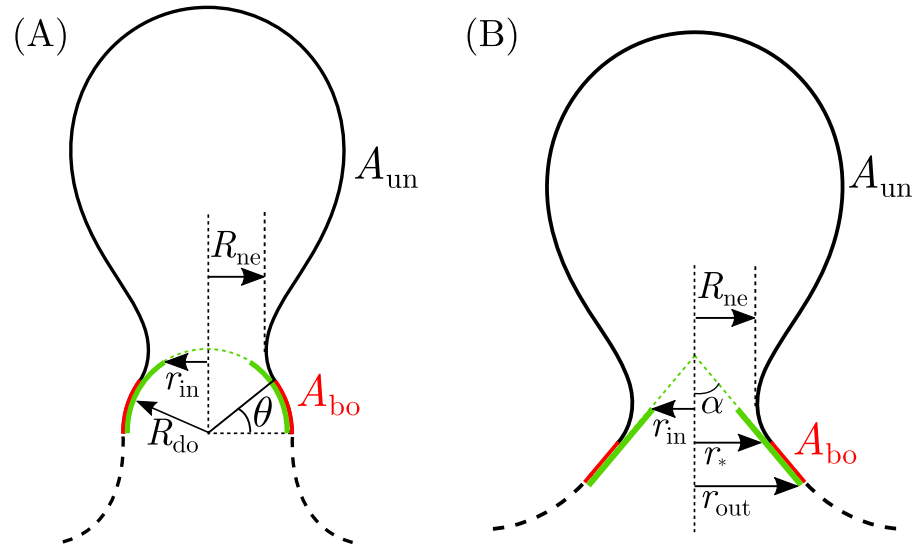 (A)
A_un
R_ne
r_in
A_bo
R_do
θ
(B)
A_un
R_ne
α
r_in
r_*
A_bo
r_out